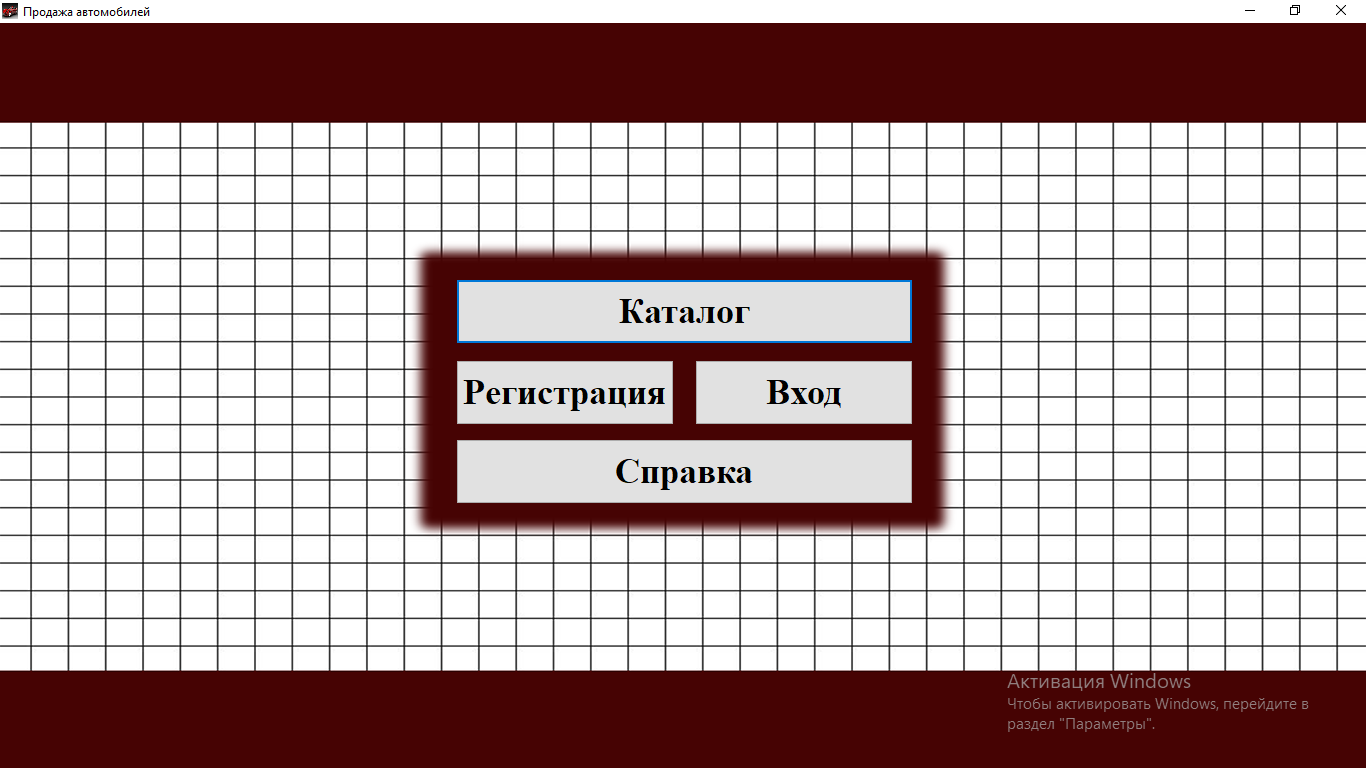 Продажа автомобилей
Каталог
Регистрация
Вход
Справка
Активация Windows
Чтобы активировать Windows, перейдите в
раздел "Параметры".